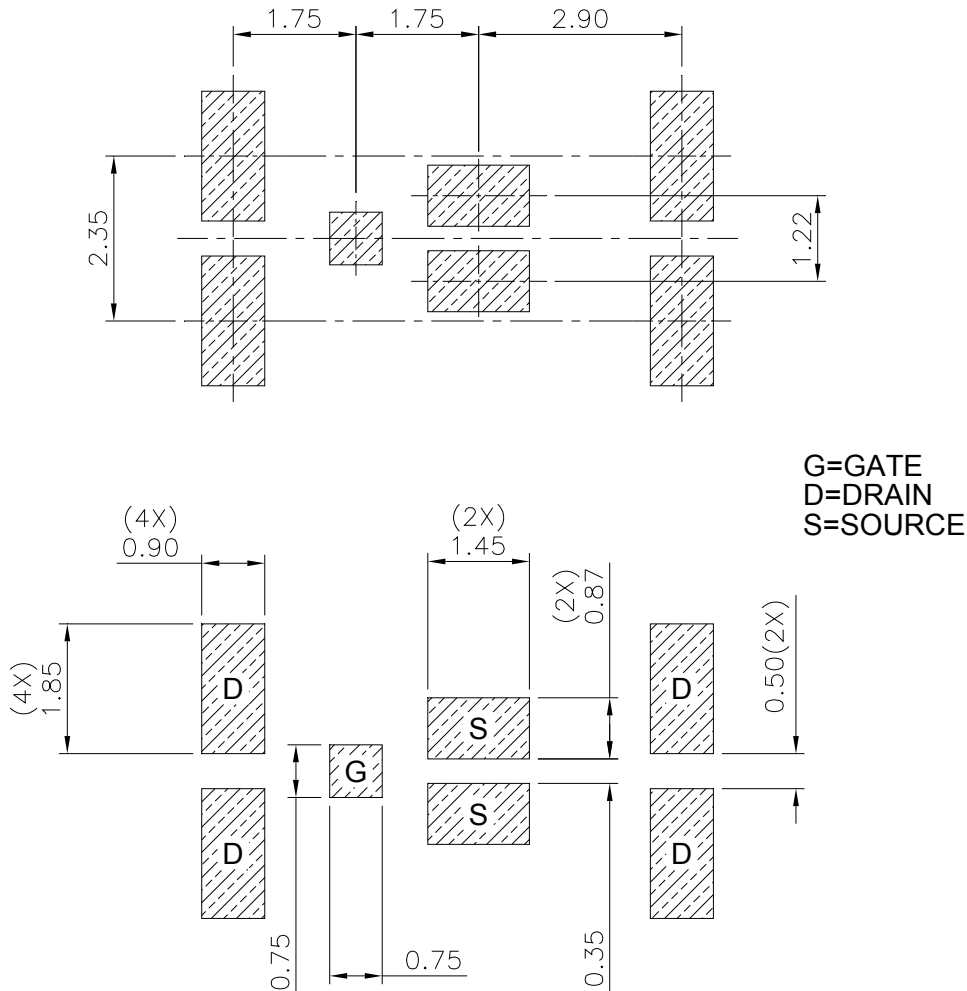 1.75
1.75
2.90
2.35
1.22
G=GATE
D=DRAIN
S=SOURCE
(4X)
0.90
(2X)
1.45
(2X)
0.87
0.50(2X)
(4X)
1.85
D
S
D
G
S
D
D
0.75
0.75
0.35